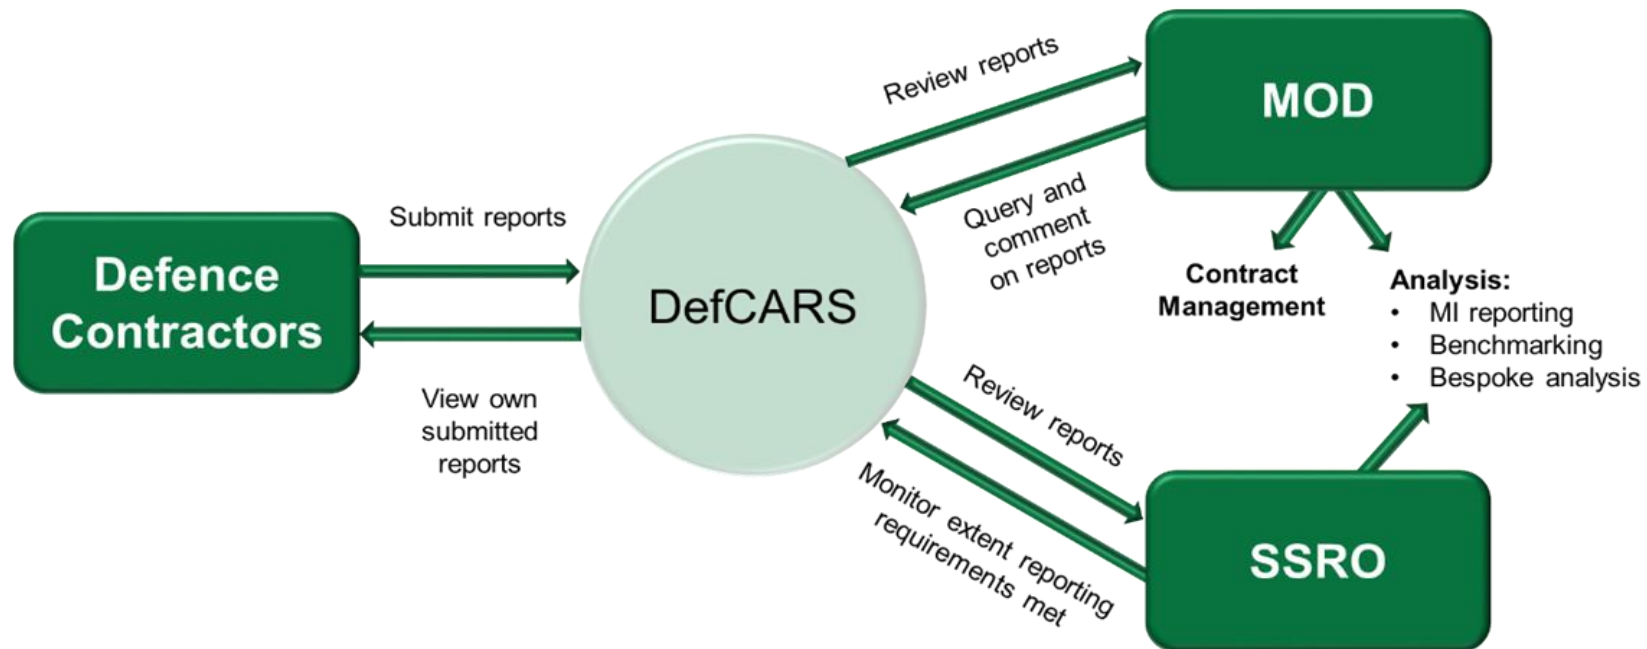 Defence
Contractors
Submit reports
View own
submitted
reports
DefCARS
Review reports
Query and
comment
on reports
MOD
Contract
Management
Analysis:
• MI reporting
• Benchmarking
• Bespoke analysis
Review reports
Monitor extent reporting
requirements met
SSRO